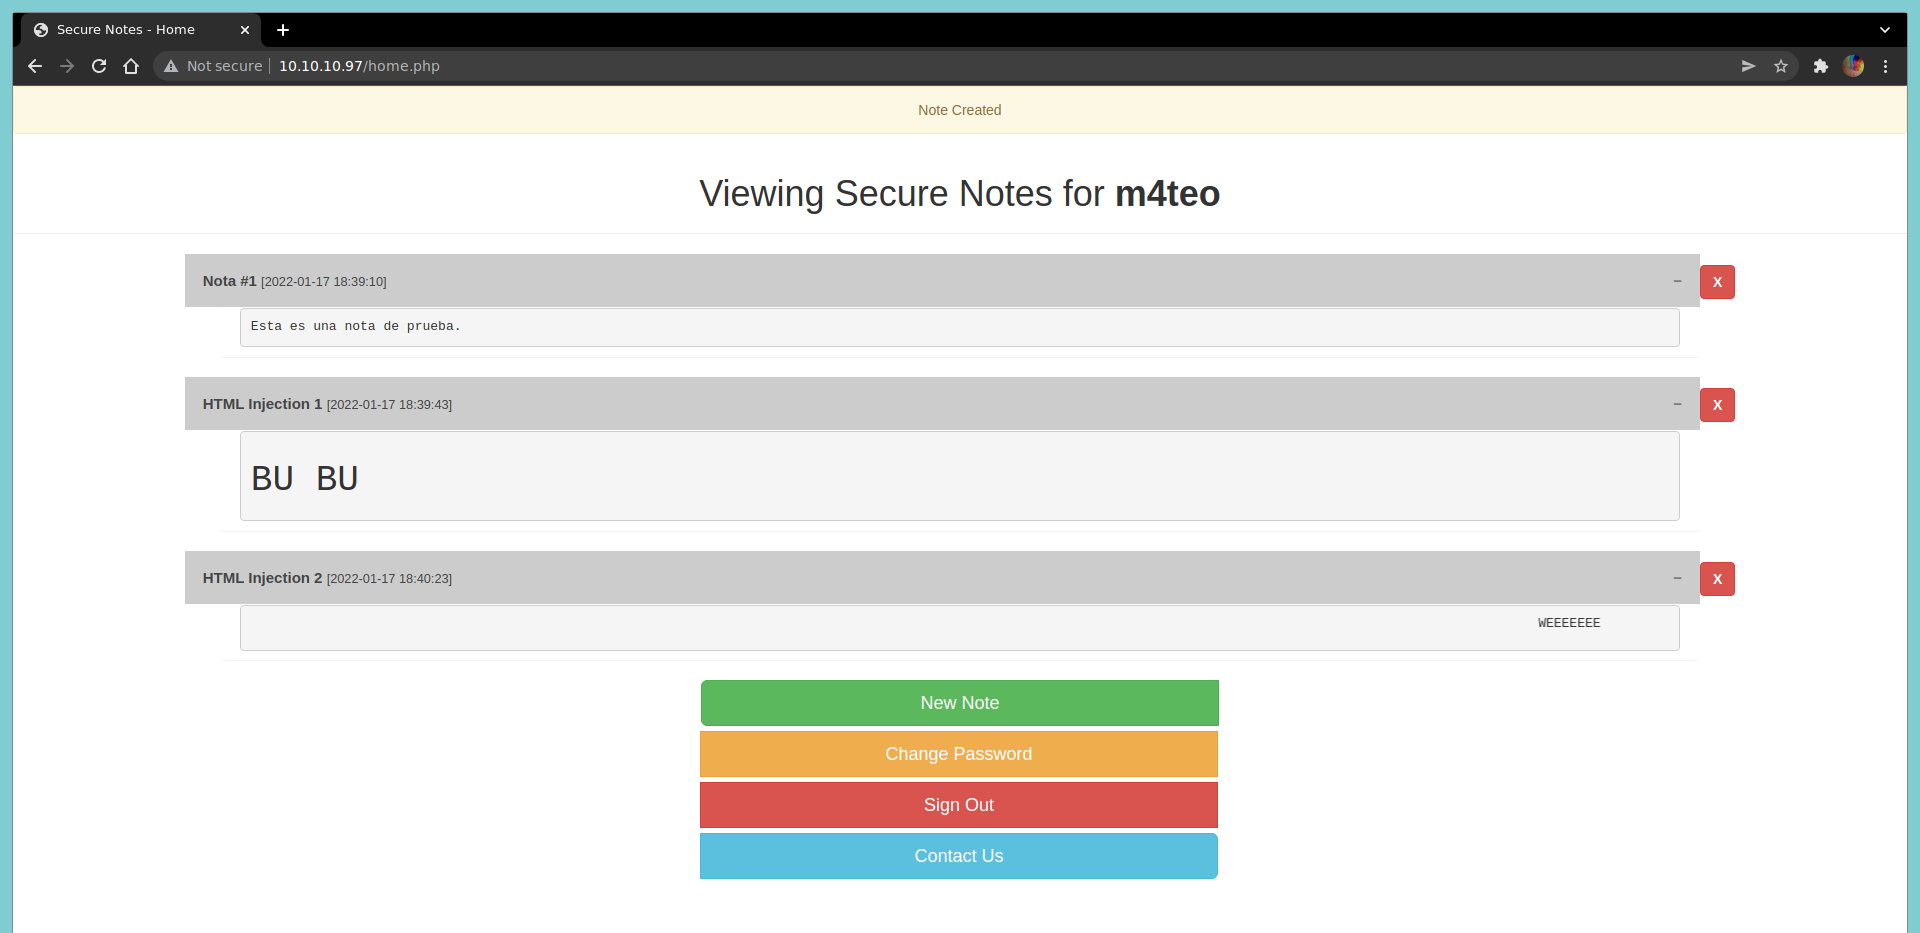 Secure Notes - Home
Not secure | 10.10.10.97/home.php
Note Created
Viewing Secure Notes for m4teo
Nota #1 [2022-01-17 18:39:10] − X
Esta es una nota de prueba.
HTML Injection 1 [2022-01-17 18:39:43] − X
BU BU
HTML Injection 2 [2022-01-17 18:40:23] − X
WEEEEEEE
New Note
Change Password
Sign Out
Contact Us